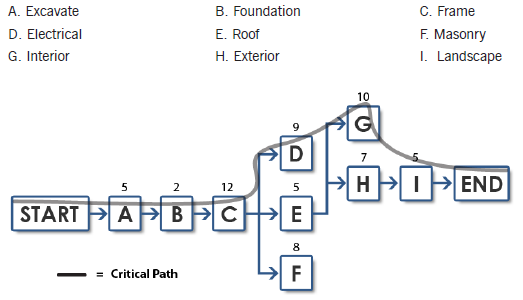 A. Excavate B. Foundation C. Frame
D. Electrical E. Roof F. Masonry
G. Interior H. Exterior I. Landscape
10
9
G
D
5 2 12 5 7 5
START A B C E H I END
8
F
= Critical Path